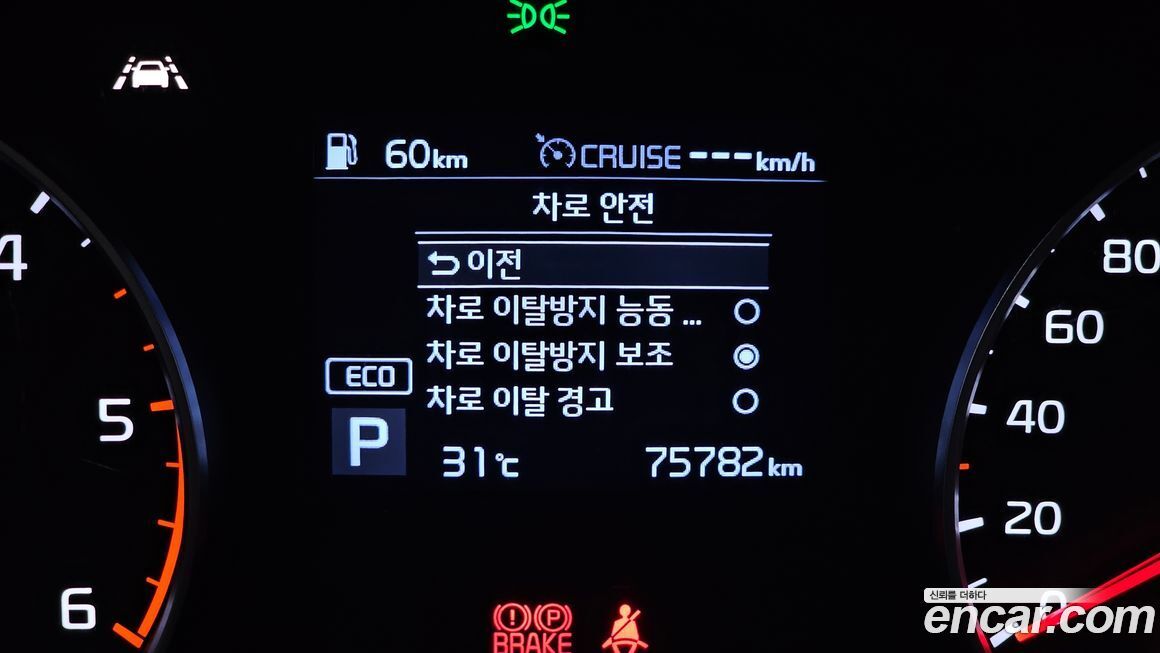 60km CRUISE ---km/h
차로 안전
이전
차로 이탈방지 능동 ...
차로 이탈방지 보조
차로 이탈 경고
ECO
P
31℃ 75782km
4
5
6
80
60
40
20
0
(!) (P)
BRAKE
신뢰를 더하다
encar.com